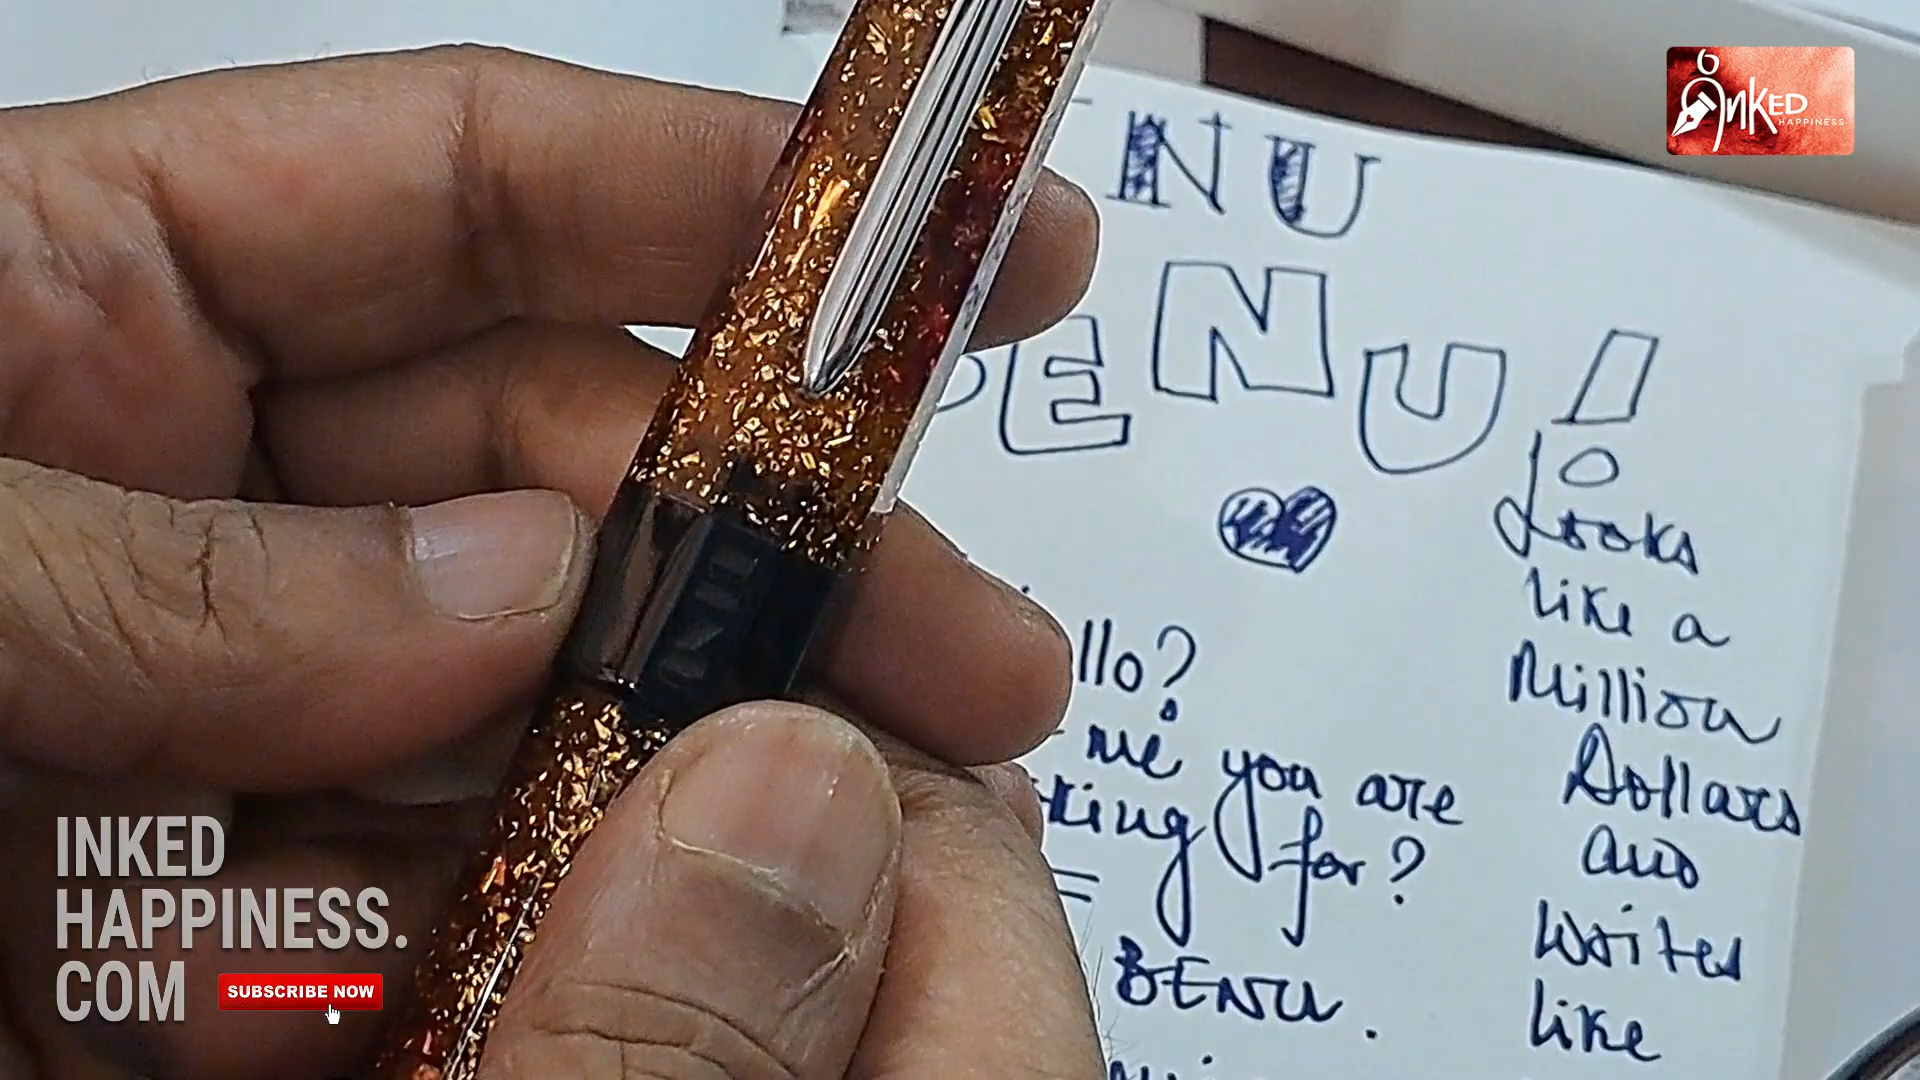 INKED
HAPPINESS
NU
ENU!
Looks
like a
Million
Dollars
and
Writes
like
llo?
me you are
king for?
=
BENU.
INKED
HAPPINESS.
COM
SUBSCRIBE NOW